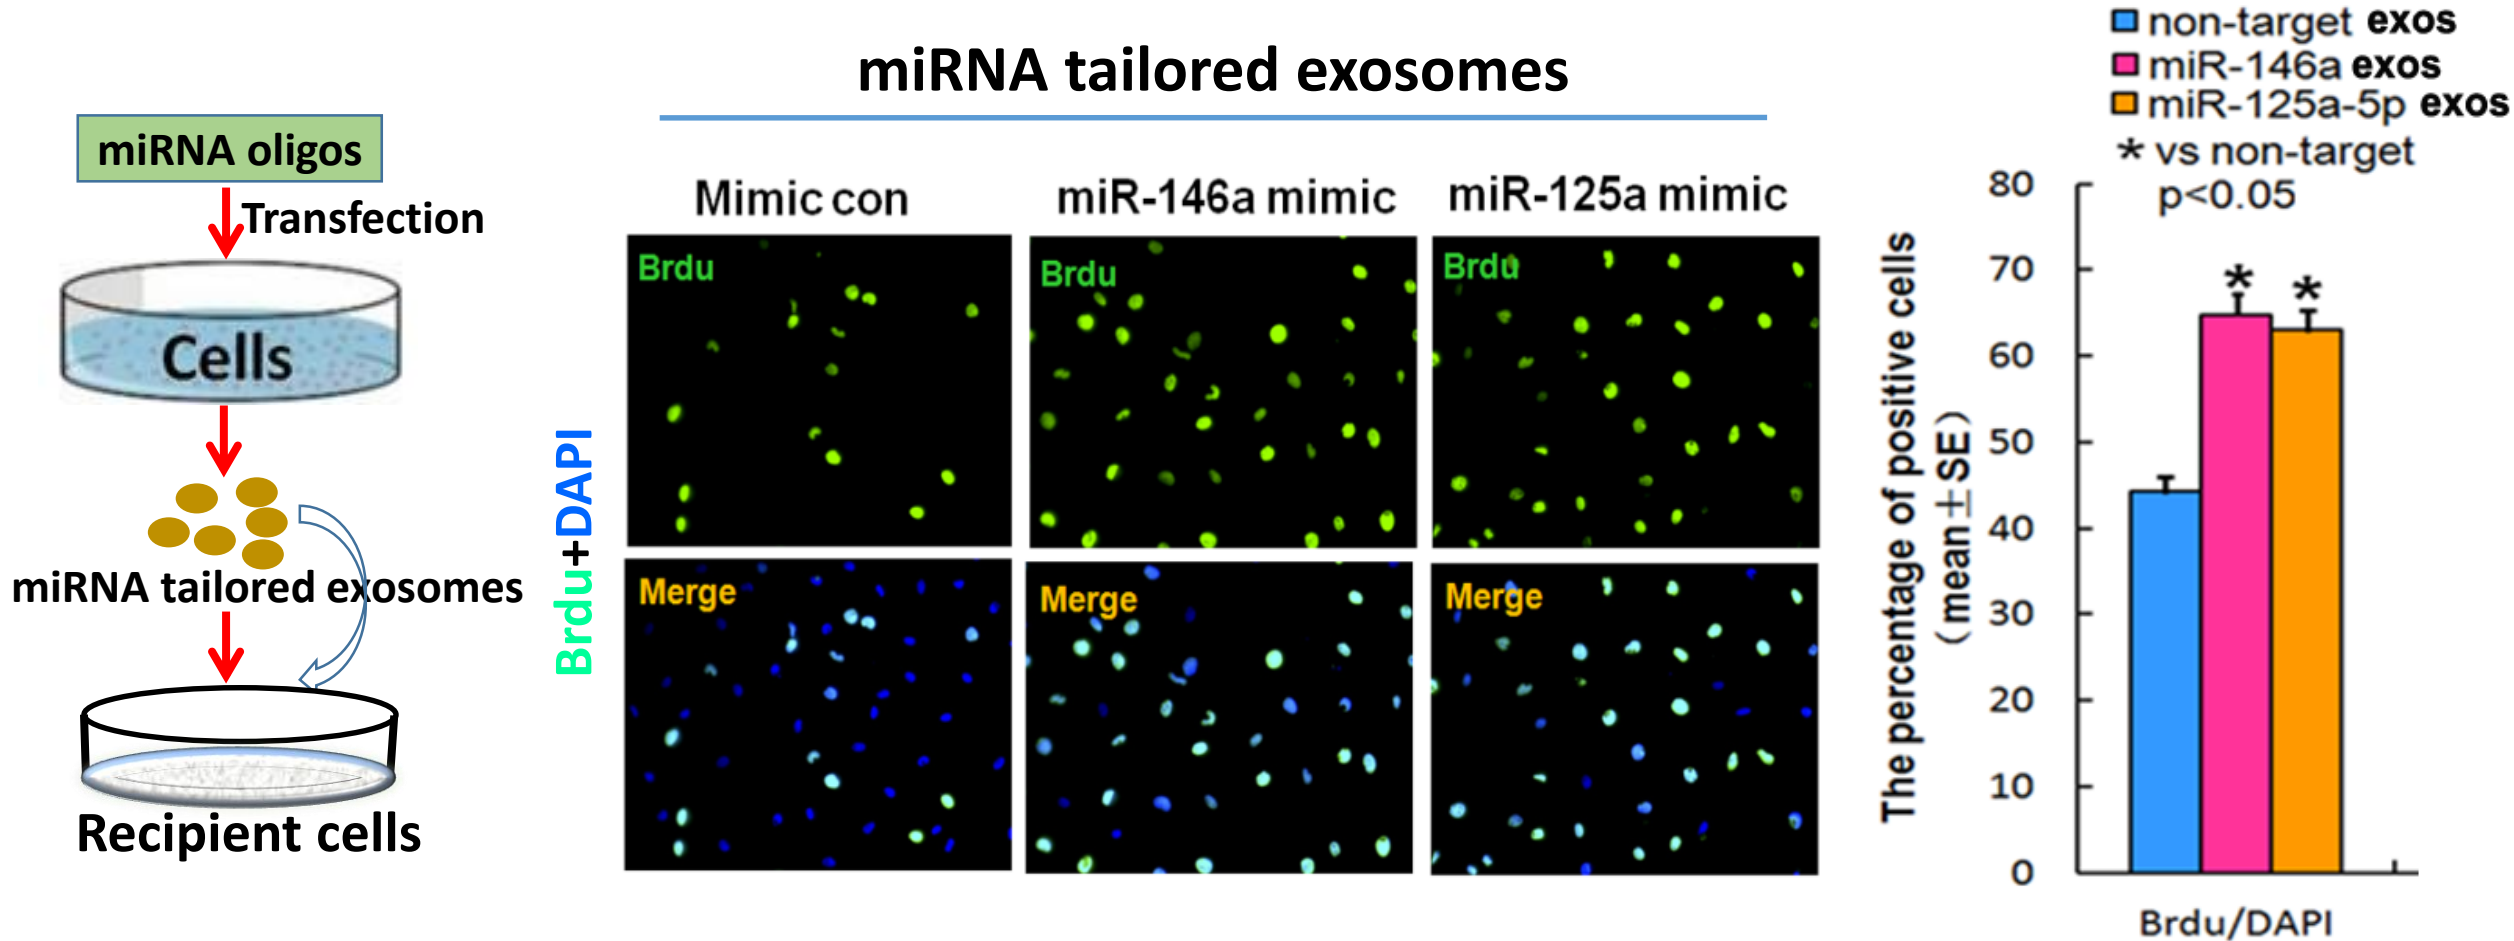 miRNA oligos
Transfection
Cells
miRNA tailored exosomes
Recipient cells
miRNA tailored exosomes
Mimic con
miR-146a mimic
miR-125a mimic
Brdu+DAPI
Brdu
Brdu
Brdu
Merge
Merge
Merge
non-target exos
miR-146a exos
miR-125a-5p exos
* vs non-target
p<0.05
The percentage of positive cells
(mean±SE)
80
70
60
50
40
30
20
10
0
*
*
Brdu/DAPI